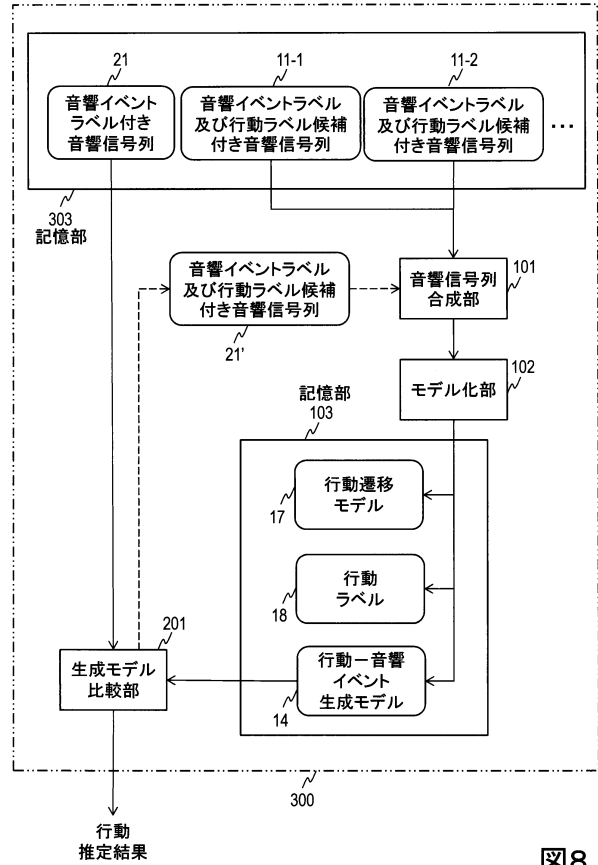 21
11-1
11-2
音響イベント
ラベル付き
音響信号列
音響イベントラベル
及び行動ラベル候補
付き音響信号列
音響イベントラベル
及び行動ラベル候補
付き音響信号列
...
303
記憶部
音響イベントラベル
及び行動ラベル候補
付き音響信号列
21'
音響信号列
合成部
101
モデル化部
102
記憶部
103
行動遷移
モデル
17
行動
ラベル
18
行動－音響
イベント
生成モデル
14
生成モデル
比較部
201
300
行動
推定結果
図8